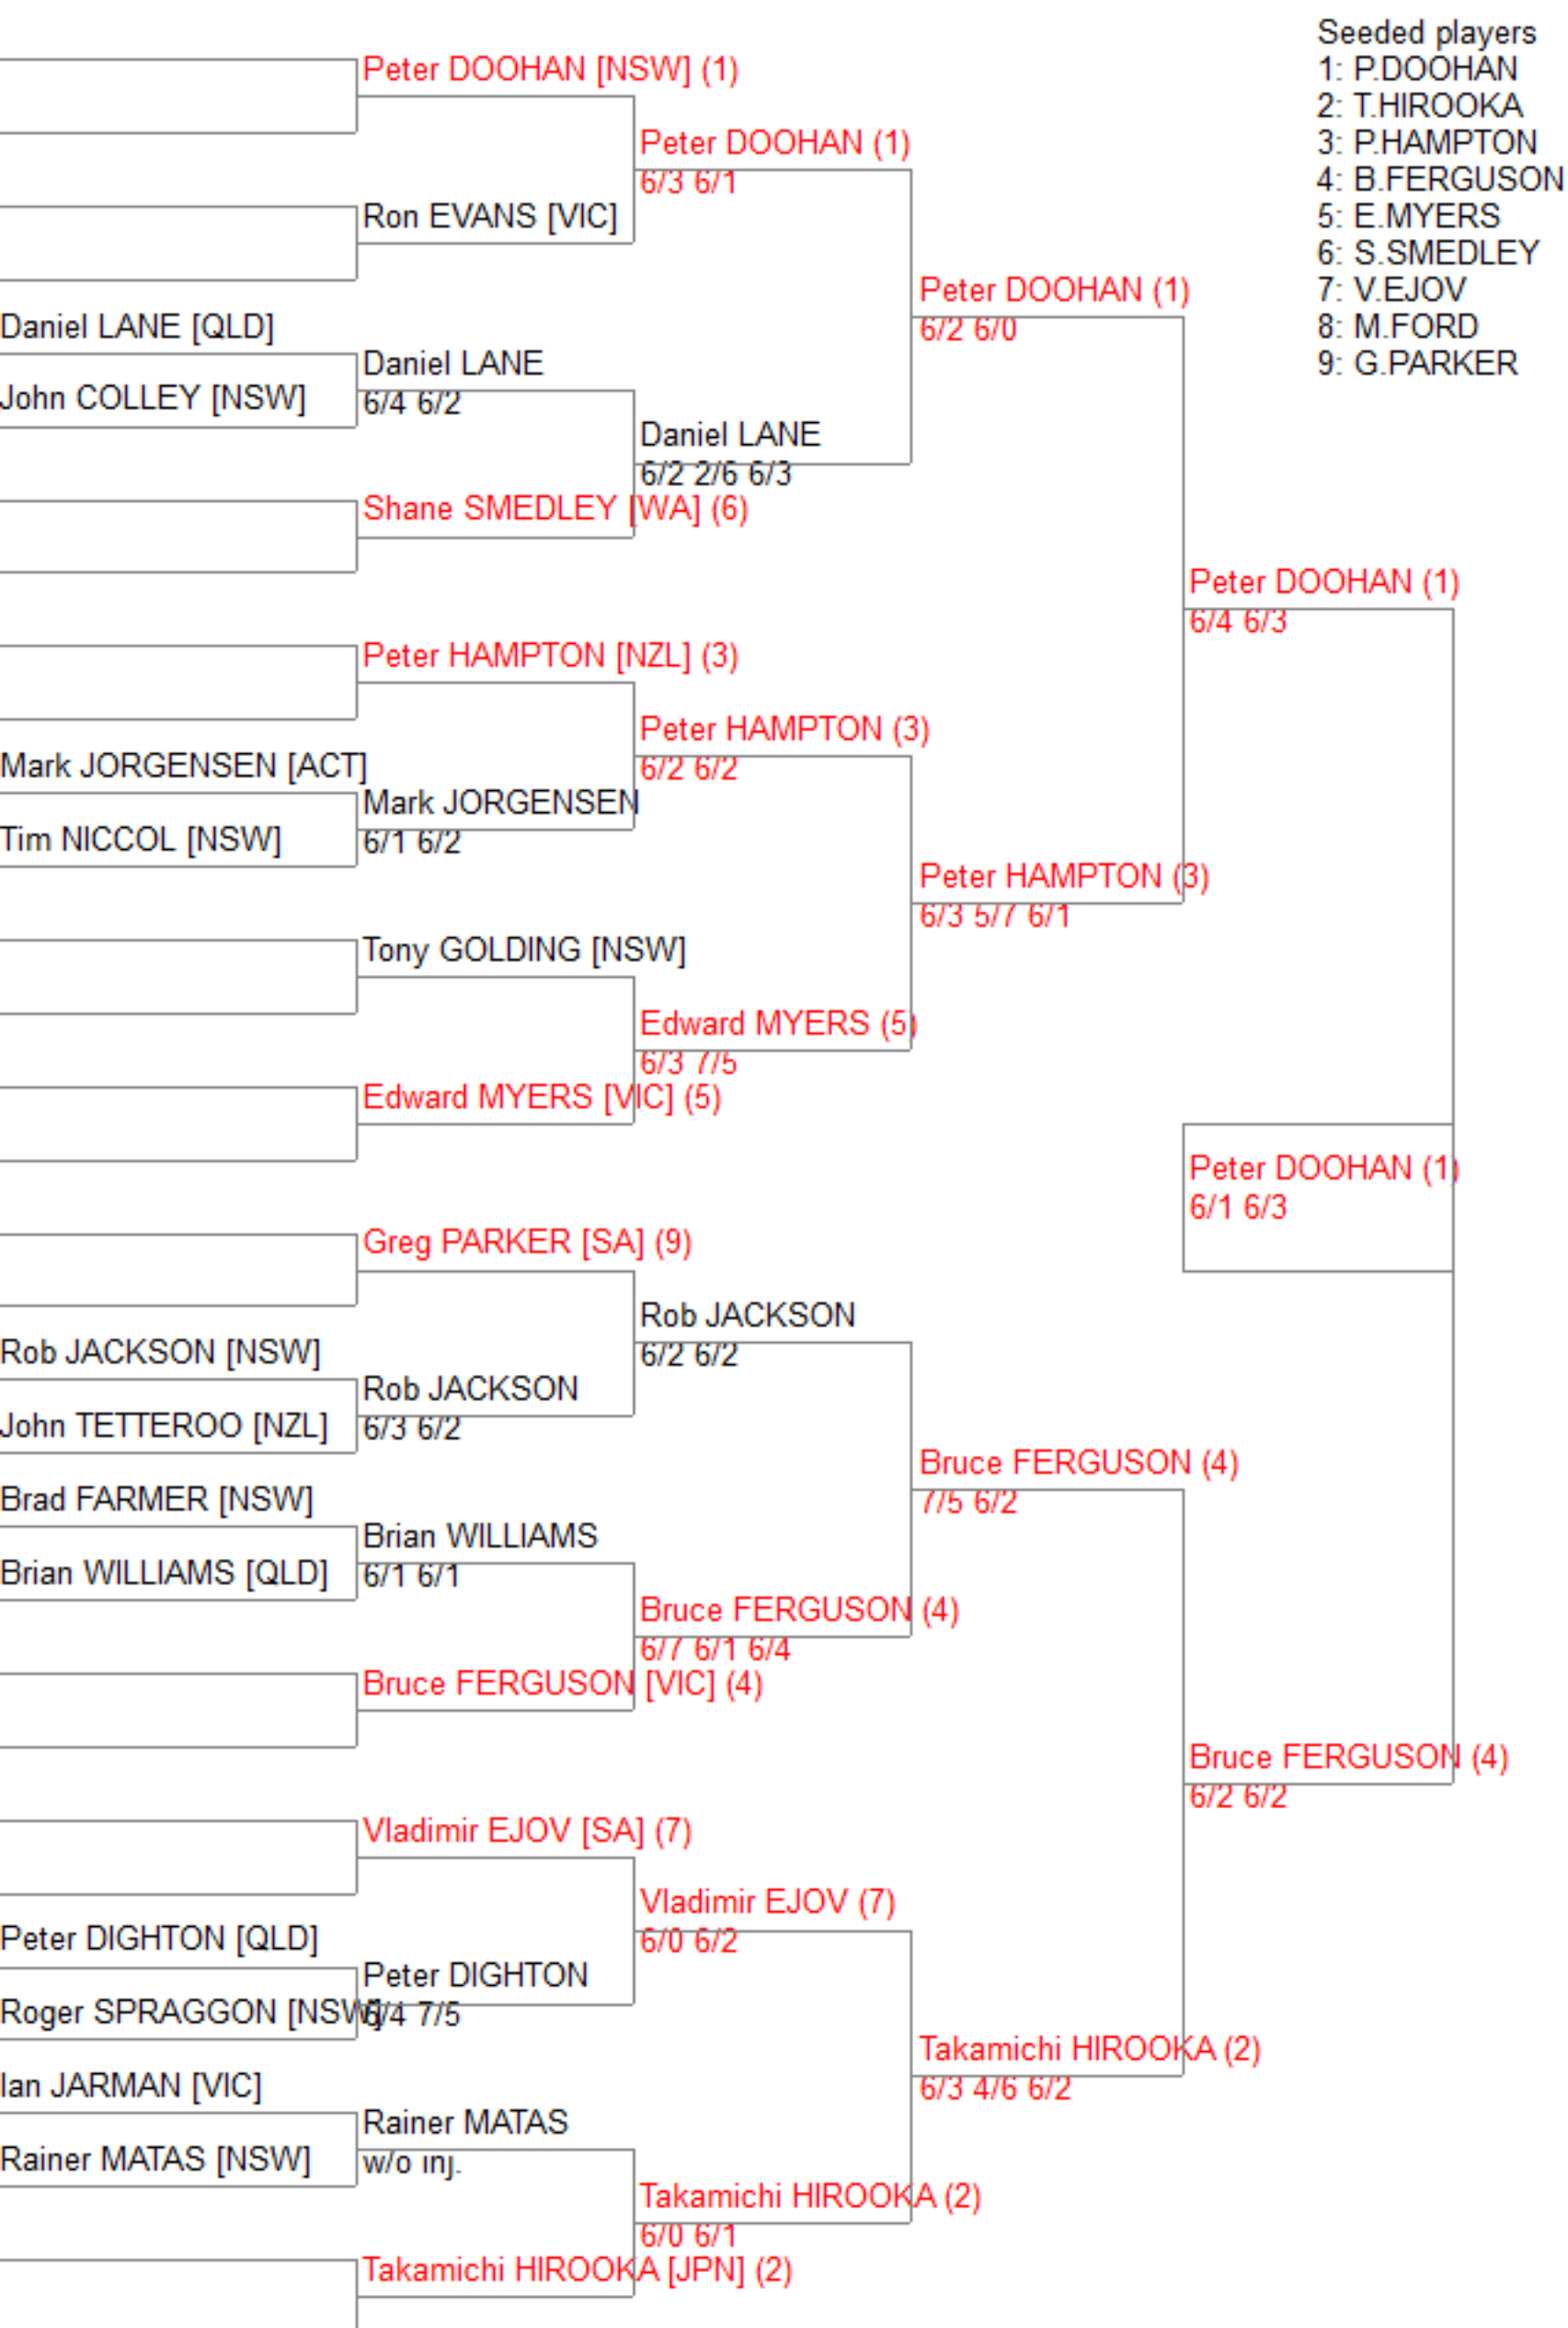 Seeded players
1: P.DOOHAN
2: T.HIROOKA
3: P.HAMPTON
4: B.FERGUSON
5: E.MYERS
6: S.SMEDLEY
7: V.EJOV
8: M.FORD
9: G.PARKER
Peter DOOHAN [NSW] (1)
Peter DOOHAN (1)
6/3 6/1
Ron EVANS [VIC]
Peter DOOHAN (1)
6/2 6/0
Daniel LANE [QLD]
Daniel LANE
John COLLEY [NSW]
6/4 6/2
Daniel LANE
6/2 2/6 6/3
Shane SMEDLEY [WA] (6)
Peter DOOHAN (1)
6/4 6/3
Peter HAMPTON [NZL] (3)
Peter HAMPTON (3)
6/2 6/2
Mark JORGENSEN [ACT]
Mark JORGENSEN
Tim NICCOL [NSW]
6/1 6/2
Peter HAMPTON (3)
6/3 5/7 6/1
Tony GOLDING [NSW]
Edward MYERS (5)
6/3 7/5
Edward MYERS [VIC] (5)
Peter DOOHAN (1)
6/1 6/3
Greg PARKER [SA] (9)
Rob JACKSON
6/2 6/2
Rob JACKSON [NSW]
Rob JACKSON
John TETTEROO [NZL]
6/3 6/2
Bruce FERGUSON (4)
7/5 6/2
Brad FARMER [NSW]
Brian WILLIAMS
Brian WILLIAMS [QLD]
6/1 6/1
Bruce FERGUSON (4)
6/7 6/1 6/4
Bruce FERGUSON [VIC] (4)
Bruce FERGUSON (4)
6/2 6/2
Vladimir EJOV [SA] (7)
Vladimir EJOV (7)
6/0 6/2
Peter DIGHTON [QLD]
Peter DIGHTON
Roger SPRAGGON [NSW]
6/4 7/5
Takamichi HIROOKA (2)
6/3 4/6 6/2
Ian JARMAN [VIC]
Rainer MATAS
Rainer MATAS [NSW]
w/o inj.
Takamichi HIROOKA (2)
6/0 6/1
Takamichi HIROOKA [JPN] (2)